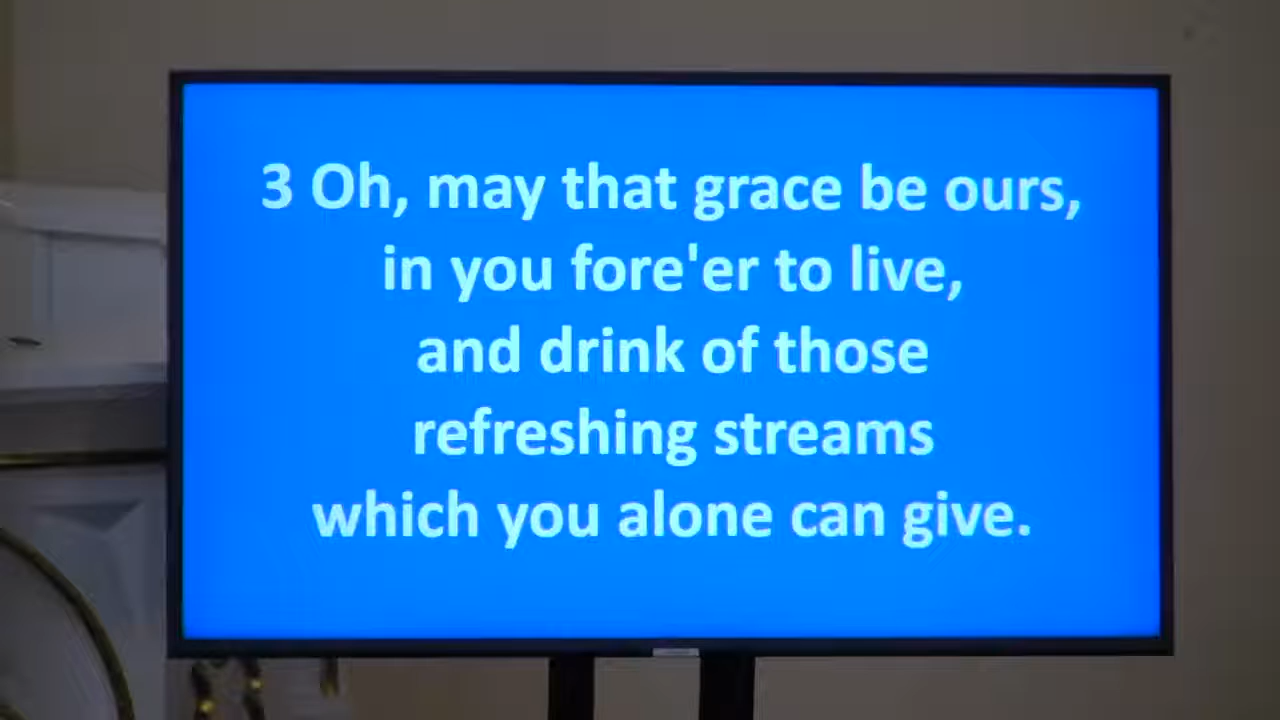 3 Oh, may that grace be ours,
in you fore'er to live,
and drink of those
refreshing streams
which you alone can give.